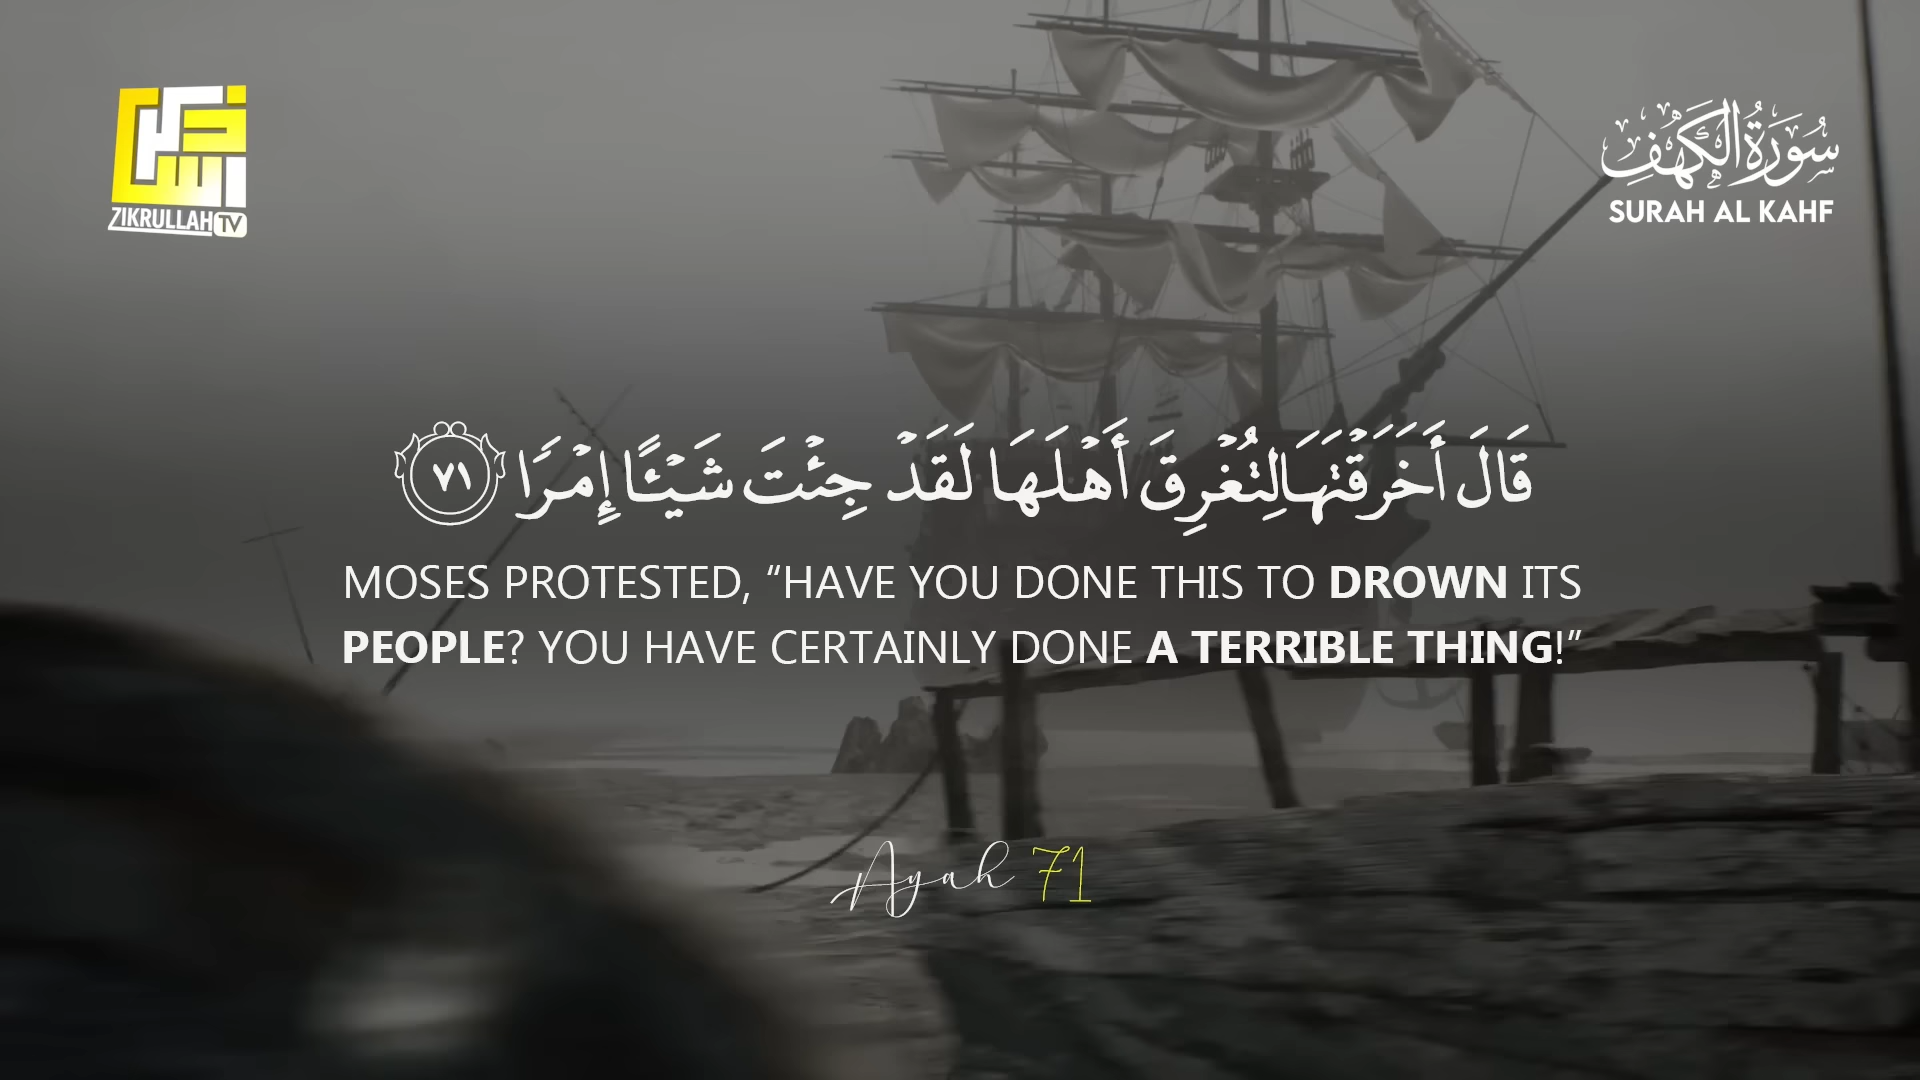 ZIKRULLAH TV
سُورَةُ الكَهْفِ
SURAH AL KAHF
قَالَ أَخَرَقْتَهَا لِتُغْرِقَ أَهْلَهَا لَقَدْ جِئْتَ شَيْـًٔا إِمْرًا ٧١
MOSES PROTESTED, “HAVE YOU DONE THIS TO DROWN ITS
PEOPLE? YOU HAVE CERTAINLY DONE A TERRIBLE THING!”
Ayah 71